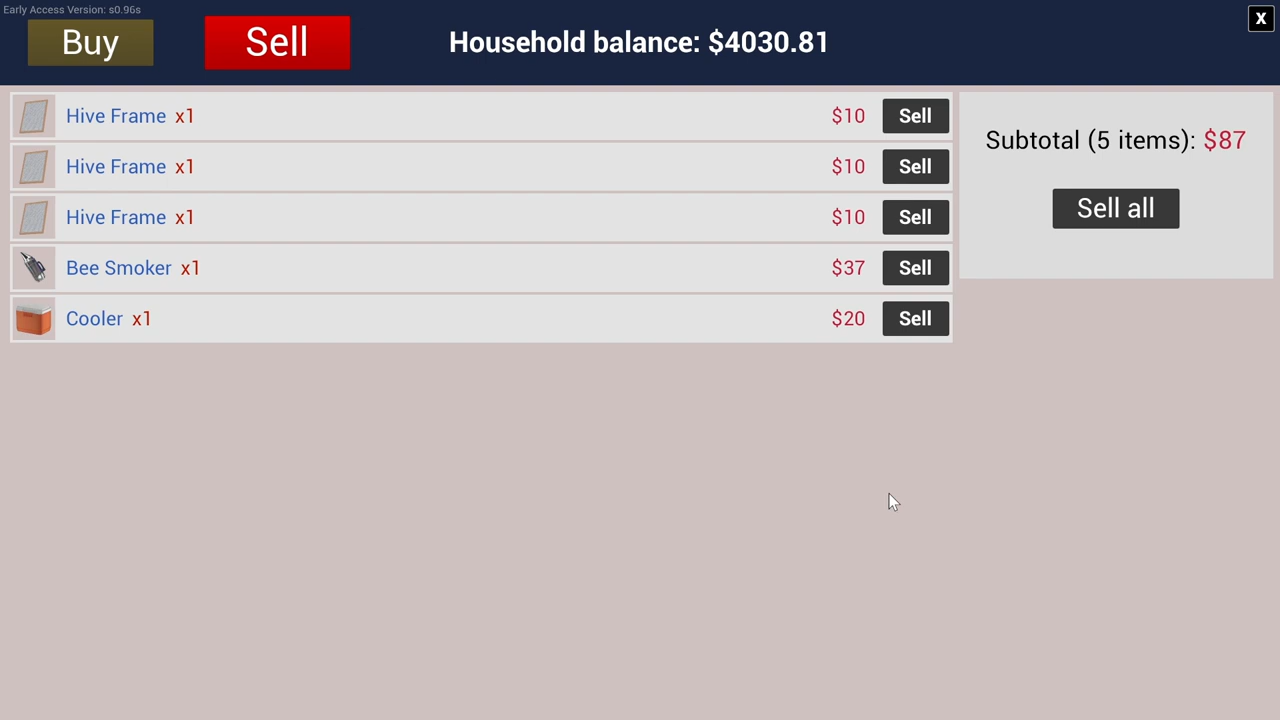 Early Access Version: s0.96s
Buy
Sell
Household balance: $4030.81
X
Hive Frame x1 $10 Sell
Hive Frame x1 $10 Sell
Hive Frame x1 $10 Sell
Bee Smoker x1 $37 Sell
Cooler x1 $20 Sell
Subtotal (5 items): $87
Sell all